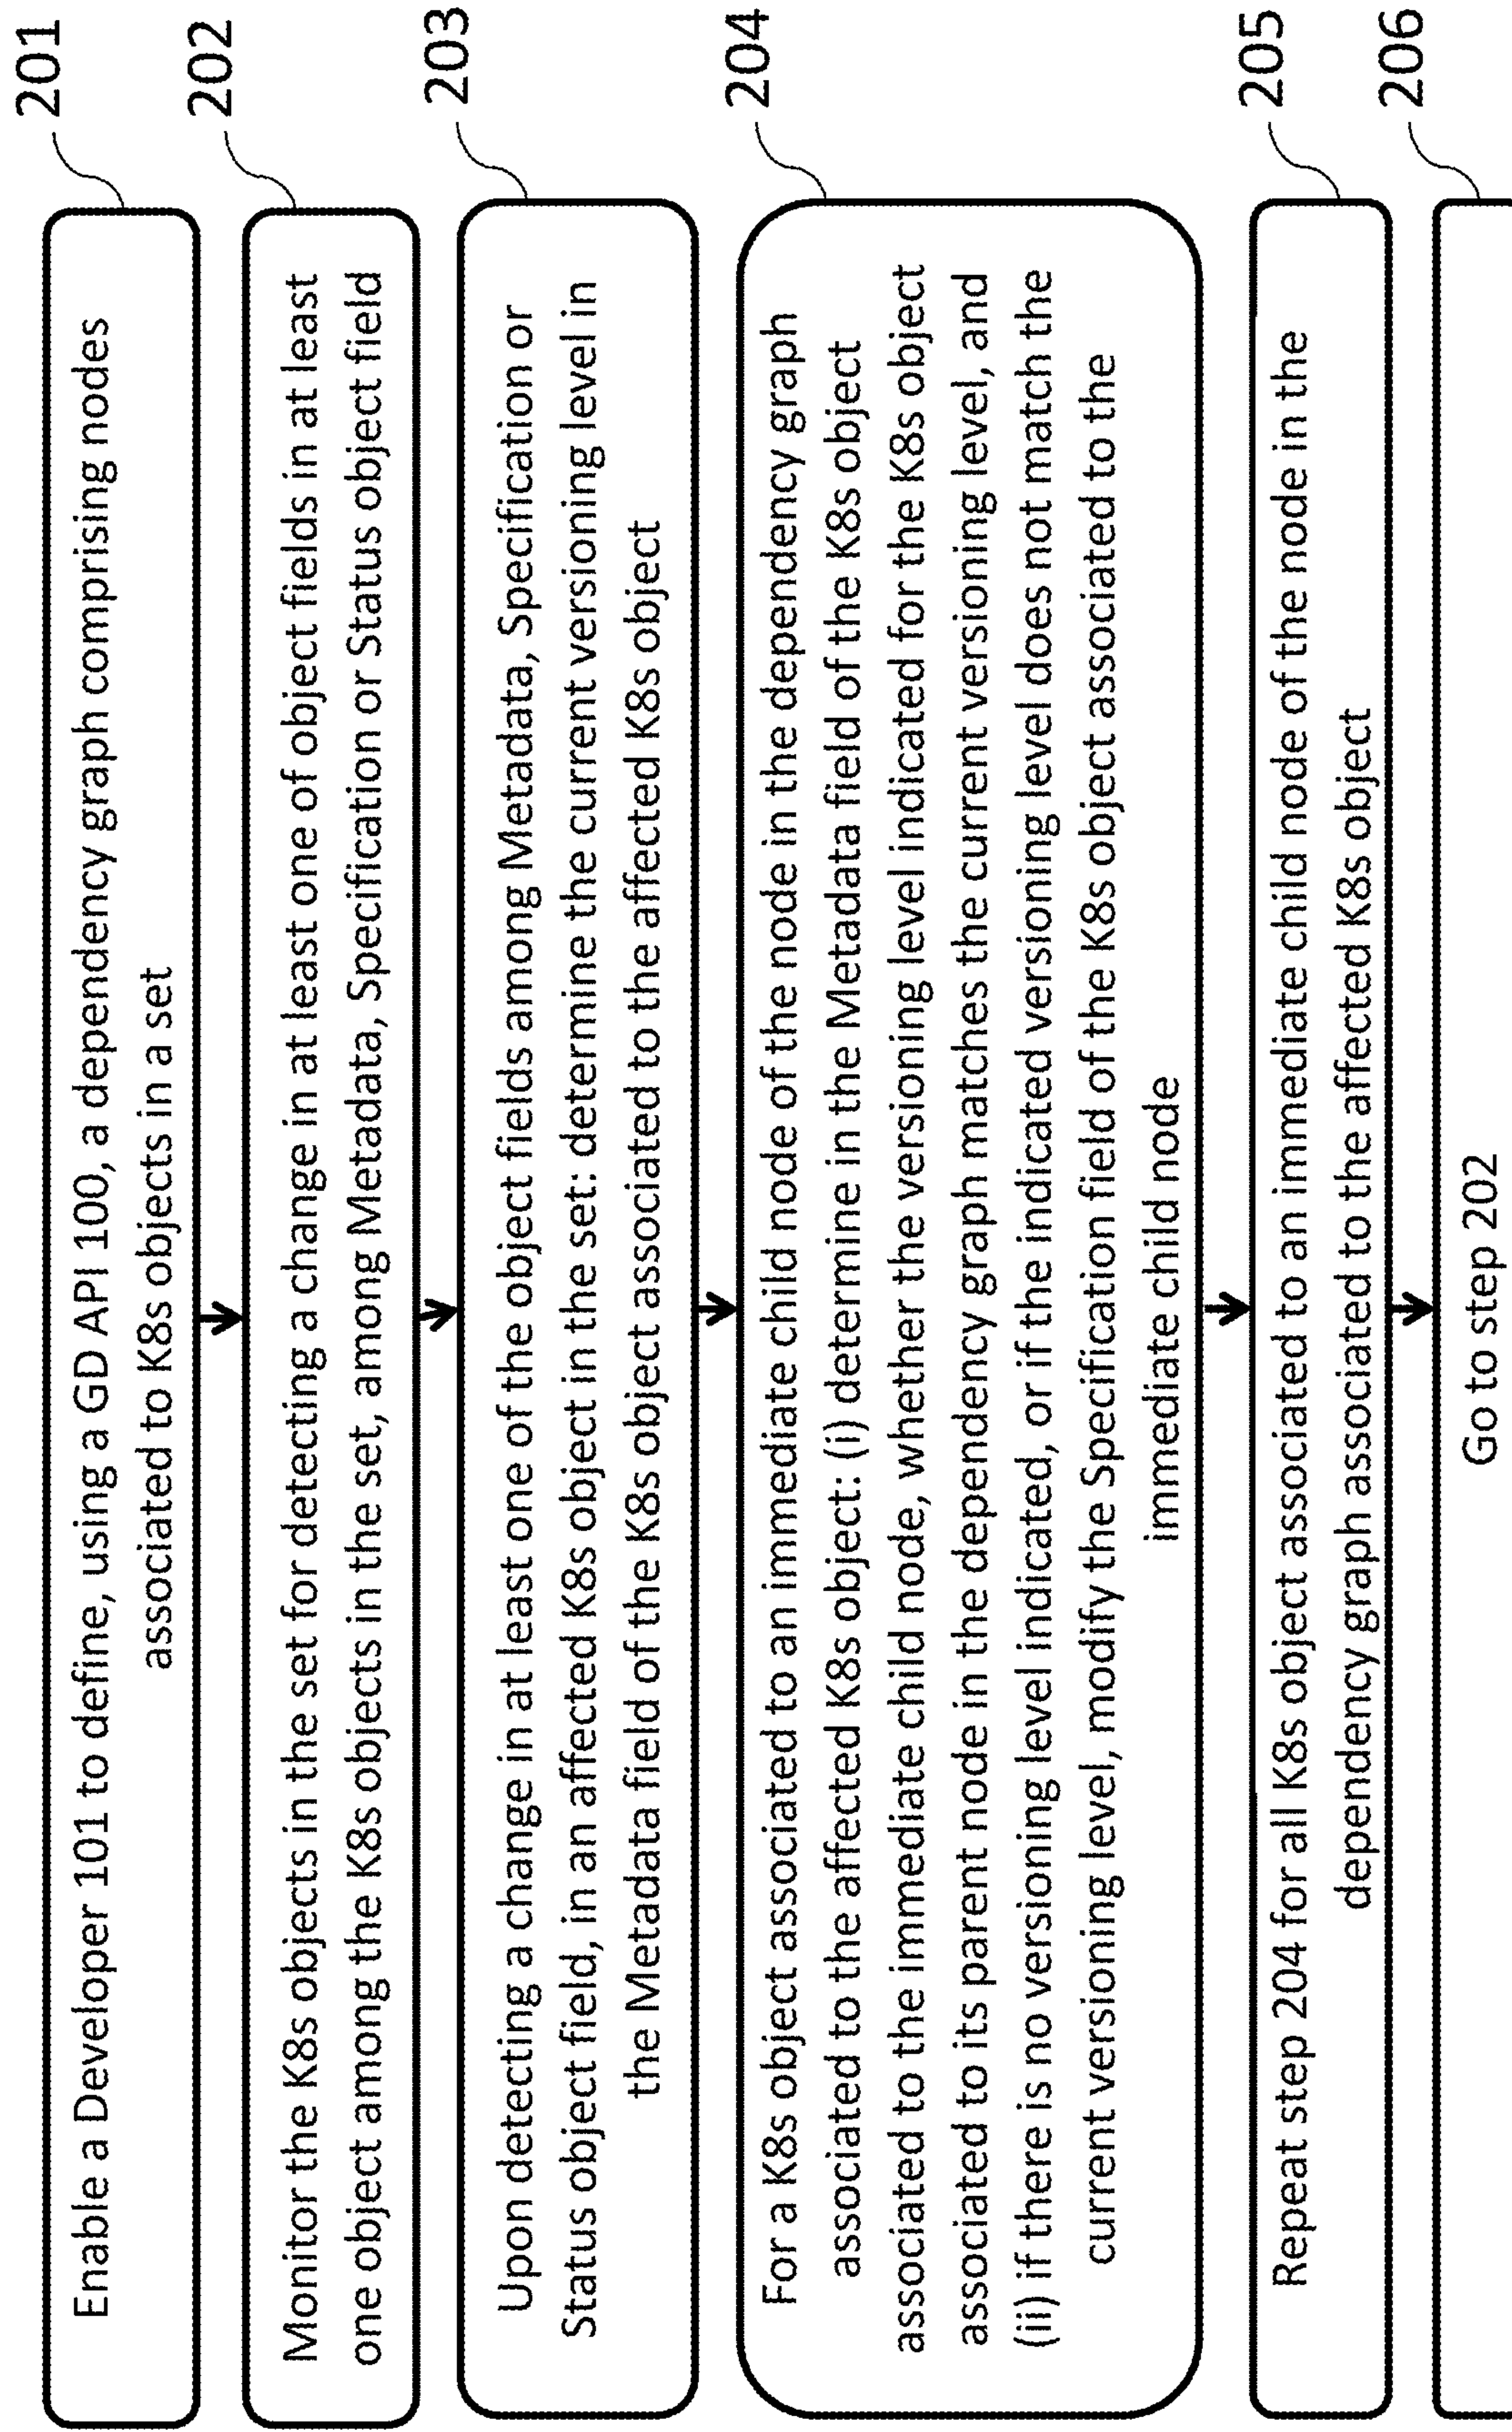 201
Enable a Developer 101 to define, using a GD API 100, a dependency graph comprising nodes
associated to K8s objects in a set
202
Monitor the K8s objects in the set for detecting a change in at least one of object fields in at least
one object among the K8s objects in the set, among Metadata, Specification or Status object field
203
Upon detecting a change in at least one of the object fields among Metadata, Specification or
Status object field, in an affected K8s object in the set: determine the current versioning level in
the Metadata field of the K8s object associated to the affected K8s object
204
For a K8s object associated to an immediate child node of the node in the dependency graph
associated to the affected K8s object: (i) determine in the Metadata field of the K8s object
associated to the immediate child node, whether the versioning level indicated for the K8s object
associated to its parent node in the dependency graph matches the current versioning level, and
(ii) if there is no versioning level indicated, or if the indicated versioning level does not match the
current versioning level, modify the Specification field of the K8s object associated to the
immediate child node
205
Repeat step 204 for all K8s object associated to an immediate child node of the node in the
dependency graph associated to the affected K8s object
206
Go to step 202